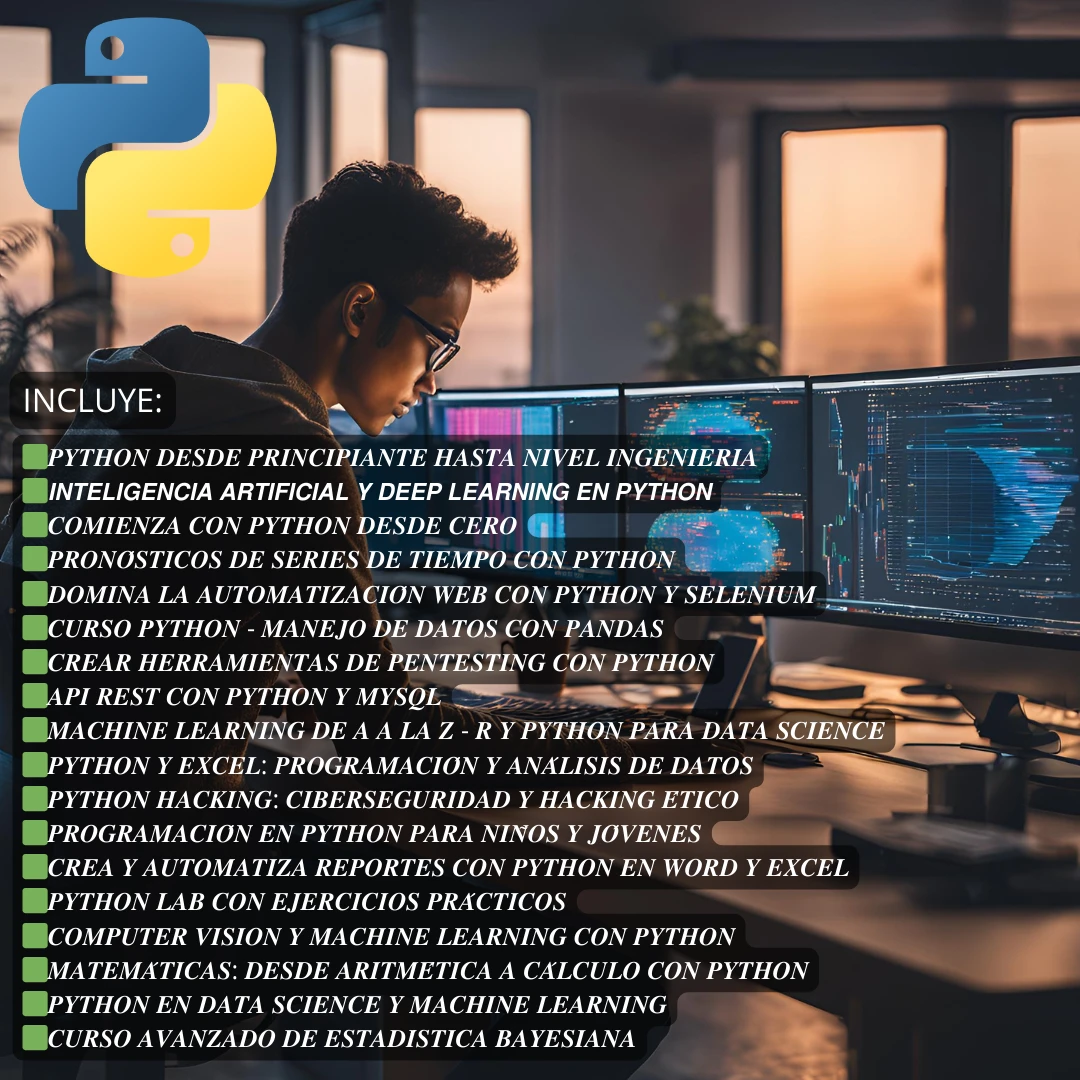 INCLUYE:
PYTHON DESDE PRINCIPIANTE HASTA NIVEL INGENIERIA
INTELIGENCIA ARTIFICIAL Y DEEP LEARNING EN PYTHON
COMIENZA CON PYTHON DESDE CERO
PRONÓSTICOS DE SERIES DE TIEMPO CON PYTHON
DOMINA LA AUTOMATIZACIÓN WEB CON PYTHON Y SELENIUM
CURSO PYTHON - MANEJO DE DATOS CON PANDAS
CREAR HERRAMIENTAS DE PENTESTING CON PYTHON
API REST CON PYTHON Y MYSQL
MACHINE LEARNING DE A A LA Z - R Y PYTHON PARA DATA SCIENCE
PYTHON Y EXCEL: PROGRAMACIÓN Y ANÁLISIS DE DATOS
PYTHON HACKING: CIBERSEGURIDAD Y HACKING ETICO
PROGRAMACIÓN EN PYTHON PARA NIÑOS Y JÓVENES
CREA Y AUTOMATIZA REPORTES CON PYTHON EN WORD Y EXCEL
PYTHON LAB CON EJERCICIOS PRÁCTICOS
COMPUTER VISION Y MACHINE LEARNING CON PYTHON
MATEMÁTICAS: DESDE ARITMETICA A CÁLCULO CON PYTHON
PYTHON EN DATA SCIENCE Y MACHINE LEARNING
CURSO AVANZADO DE ESTADISTICA BAYESIANA